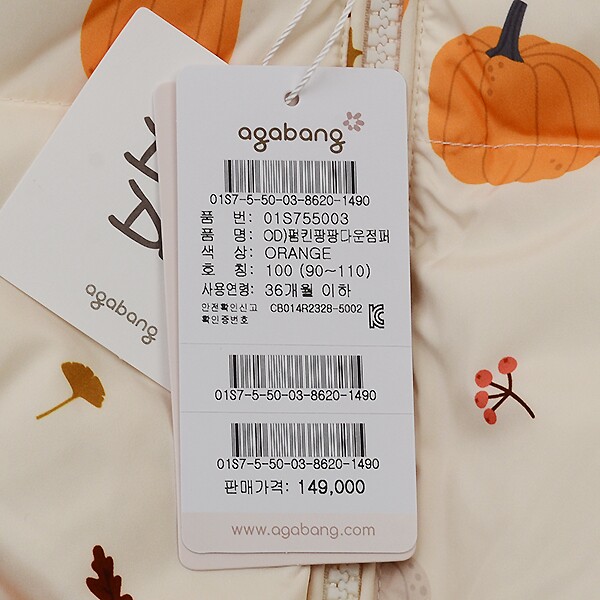 agabang
01S7-5-50-03-8620-1490
품 번: 01S755003
품 명: OD)펌킨팡팡다운점퍼
색 상: ORANGE
호 칭: 100 (90~110)
사용연령: 36개월 이하
안전확인신고 CB014R2328-5002
확인증번호
01S7-5-50-03-8620-1490
01S7-5-50-03-8620-1490
판매가격: 149,000
www.agabang.com
agabang